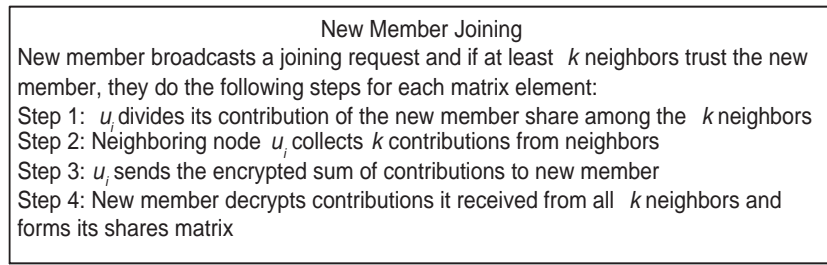 New Member Joining
New member broadcasts a joining request and if at least k neighbors trust the new
member, they do the following steps for each matrix element:
Step 1: u_i divides its contribution of the new member share among the k neighbors
Step 2: Neighboring node u_i collects k contributions from neighbors
Step 3: u_i sends the encrypted sum of contributions to new member
Step 4: New member decrypts contributions it received from all k neighbors and
forms its shares matrix